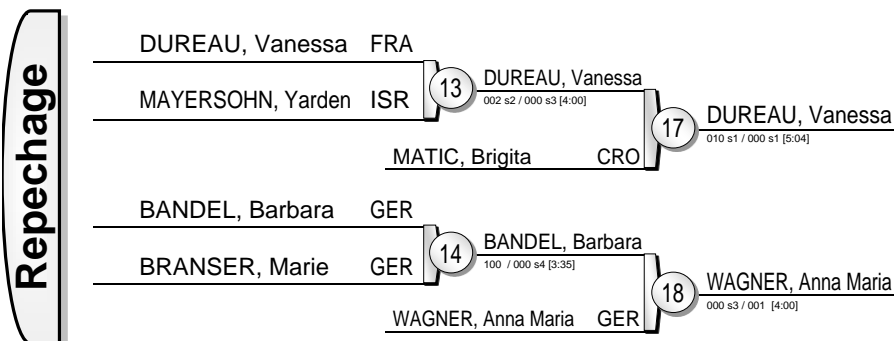 Repechage
DUREAU, Vanessa FRA
MAYERSOHN, Yarden ISR
13
DUREAU, Vanessa
002 s2 / 000 s3 [4:00]
MATIC, Brigita CRO
17
DUREAU, Vanessa
010 s1 / 000 s1 [5:04]
BANDEL, Barbara GER
BRANSER, Marie GER
14
BANDEL, Barbara
100 / 000 s4 [3:35]
WAGNER, Anna Maria GER
18
WAGNER, Anna Maria
000 s3 / 001 [4:00]